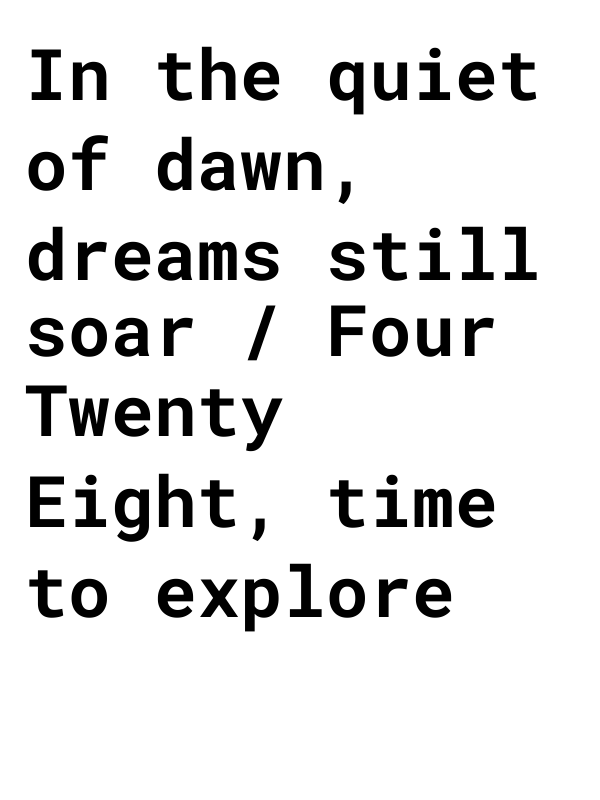 In the quiet
of dawn,
dreams still
soar / Four
Twenty
Eight, time
to explore